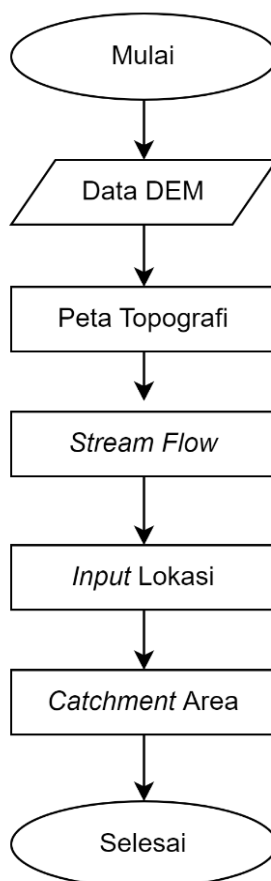 Mulai
Data DEM
Peta Topografi
Stream Flow
Input Lokasi
Catchment Area
Selesai